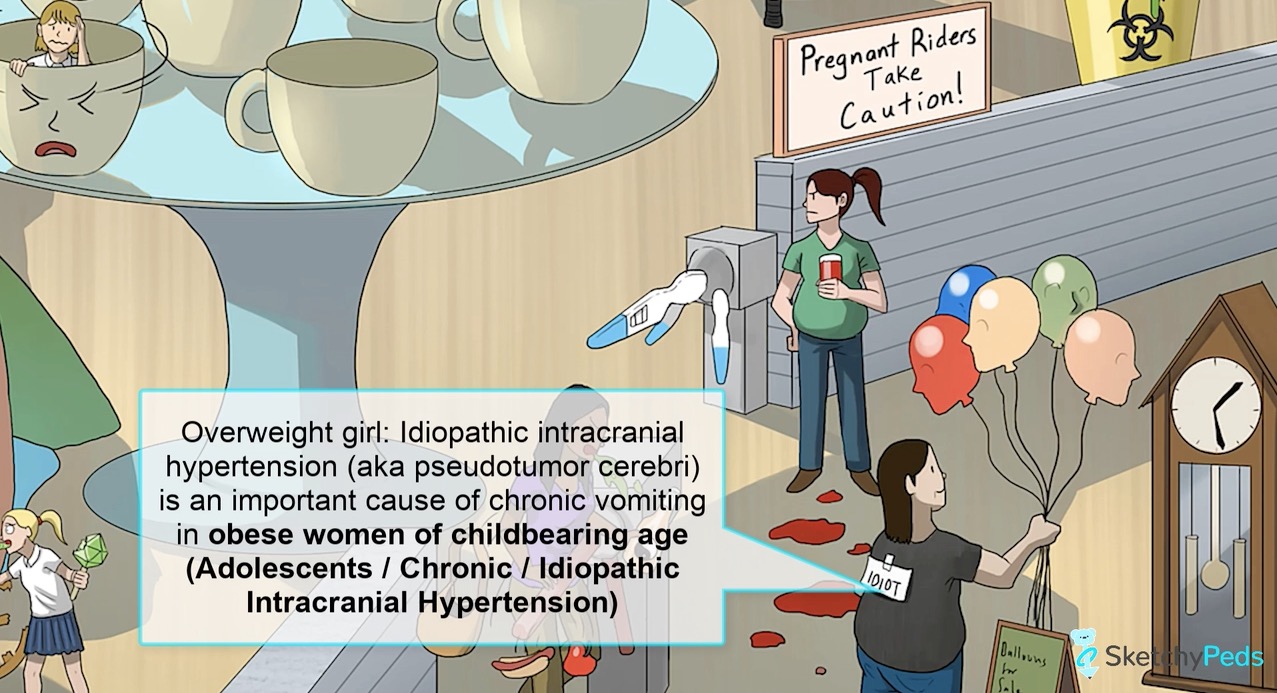 Pregnant Riders
Take
Caution!
Overweight girl: Idiopathic intracranial
hypertension (aka pseudotumor cerebri)
is an important cause of chronic vomiting
in obese women of childbearing age
(Adolescents / Chronic / Idiopathic
Intracranial Hypertension)
IDIOT
Balloons
for
Sale
SketchyPeds